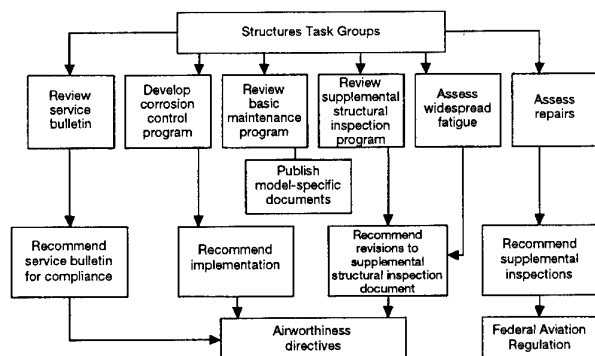 Structures Task Groups
Review
service
bulletin
Develop
corrosion
control
program
Review
basic
maintenance
program
Review
supplemental
structural
inspection
program
Assess
widespread
fatigue
Assess
repairs
Publish
model-specific
documents
Recommend
service bulletin
for compliance
Recommend
implementation
Recommend
revisions to
supplemental
structural inspection
document
Recommend
supplemental
inspections
Airworthiness
directives
Federal Aviation
Regulation